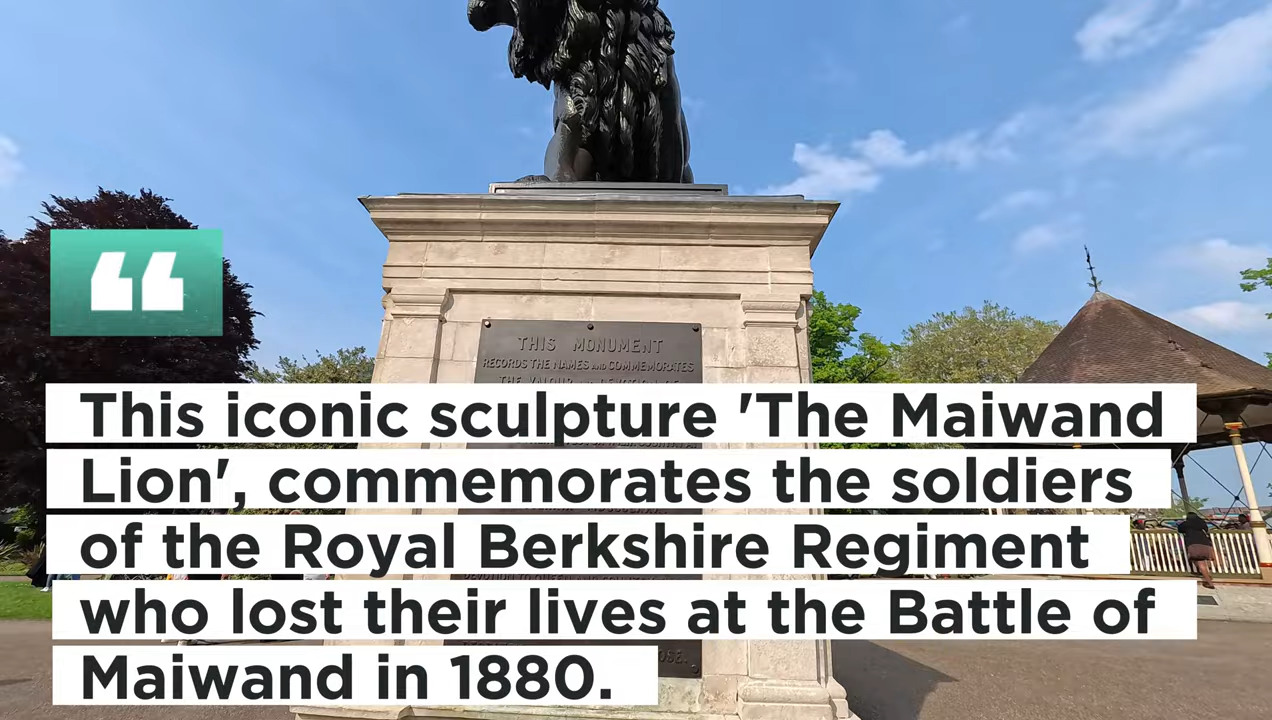 THIS MONUMENT
RECORDS THE NAMES AND COMMEMORATES
This iconic sculpture 'The Maiwand
Lion', commemorates the soldiers
of the Royal Berkshire Regiment
who lost their lives at the Battle of
Maiwand in 1880.